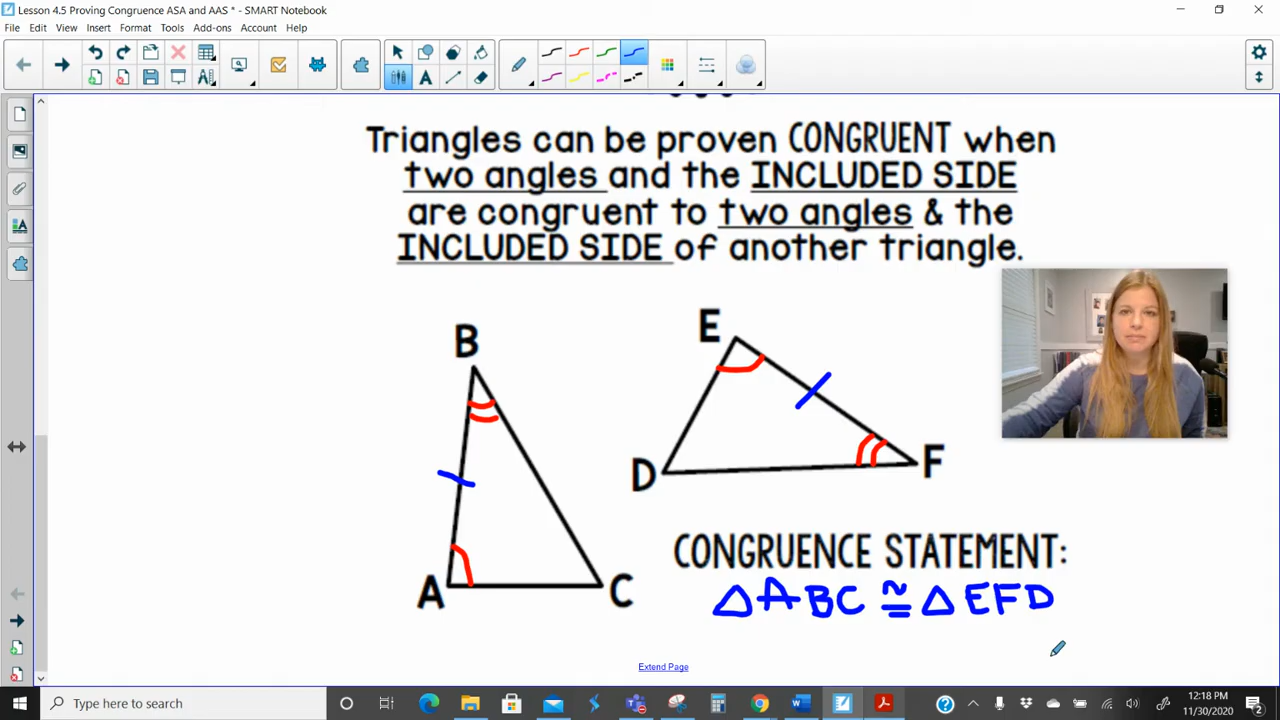 Lesson 4.5 Proving Congruence ASA and AAS * - SMART Notebook
File Edit View Insert Format Tools Add-ons Account Help
Triangles can be proven CONGRUENT when
two angles and the INCLUDED SIDE
are congruent to two angles & the
INCLUDED SIDE of another triangle.
B
E
D
F
A
C
CONGRUENCE STATEMENT:
△ABC ≅ △EFD
Extend Page
Type here to search
12:18 PM
11/30/2020
2